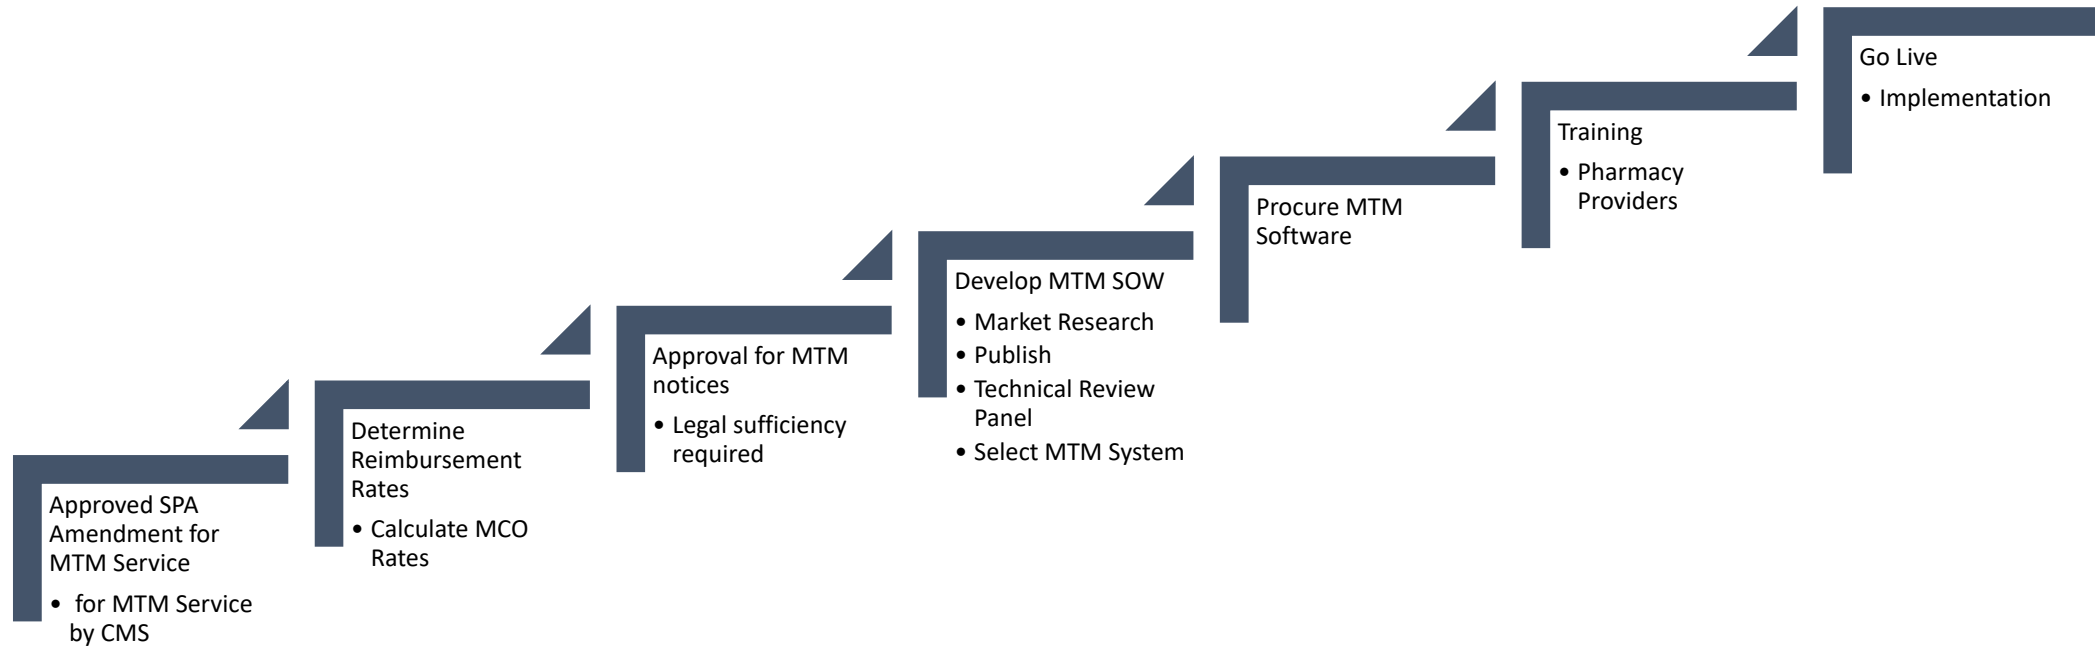 Approved SPA
Amendment for
MTM Service
• for MTM Service
by CMS
Determine
Reimbursement
Rates
• Calculate MCO
Rates
Approval for MTM
notices
• Legal sufficiency
required
Develop MTM SOW
• Market Research
• Publish
• Technical Review
Panel
• Select MTM System
Procure MTM
Software
Training
• Pharmacy
Providers
Go Live
• Implementation